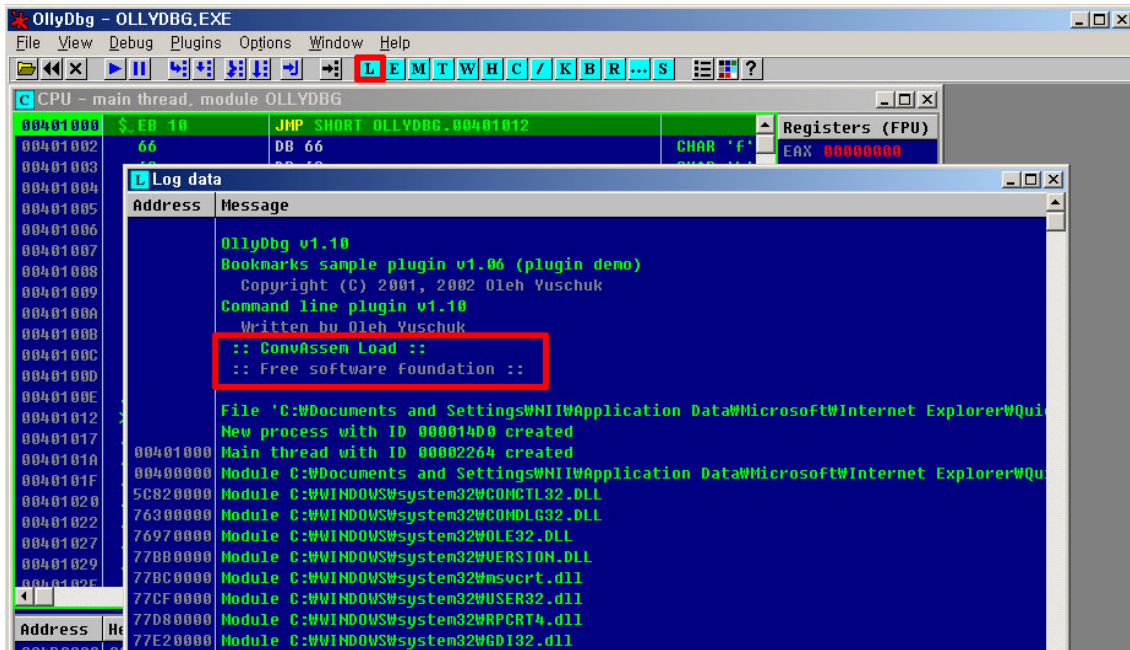 OllyDbg - OLLYDBG.EXE
File View Debug Plugins Options Window Help
L E M T W H C / K B R ... S ?
C CPU - main thread, module OLLYDBG
00401000 $ EB 10 JMP SHORT OLLYDBG.00401012
Registers (FPU)
00401002 66 DB 66 CHAR 'f'
EAX 00000000
00401003
00401004
00401005
00401006
00401007
00401008
00401009
0040100A
0040100B
0040100C
0040100D
0040100E
00401012
00401017
0040101A
0040101F
00401020
00401022
00401027
00401029
0040102E
Address
L Log data
Address Message
OllyDbg v1.10
Bookmarks sample plugin v1.06 (plugin demo)
Copyright (C) 2001, 2002 Oleh Yuschuk
Command line plugin v1.10
Written by Oleh Yuschuk
:: ConvAssem Load ::
:: Free software foundation ::
File 'C:₩Documents and Settings₩NII₩Application Data₩Microsoft₩Internet Explorer₩Qui
New process with ID 000014D0 created
00401000 Main thread with ID 00002264 created
00400000 Module C:₩Documents and Settings₩NII₩Application Data₩Microsoft₩Internet Explorer₩Qu
5C820000 Module C:₩WINDOWS₩system32₩COMCTL32.DLL
76300000 Module C:₩WINDOWS₩system32₩COMDLG32.DLL
76970000 Module C:₩WINDOWS₩system32₩OLE32.DLL
77BB0000 Module C:₩WINDOWS₩system32₩VERSION.DLL
77BC0000 Module C:₩WINDOWS₩system32₩msvcrt.dll
77CF0000 Module C:₩WINDOWS₩system32₩USER32.dll
77D80000 Module C:₩WINDOWS₩system32₩RPCRT4.dll
77E20000 Module C:₩WINDOWS₩system32₩GDI32.dll